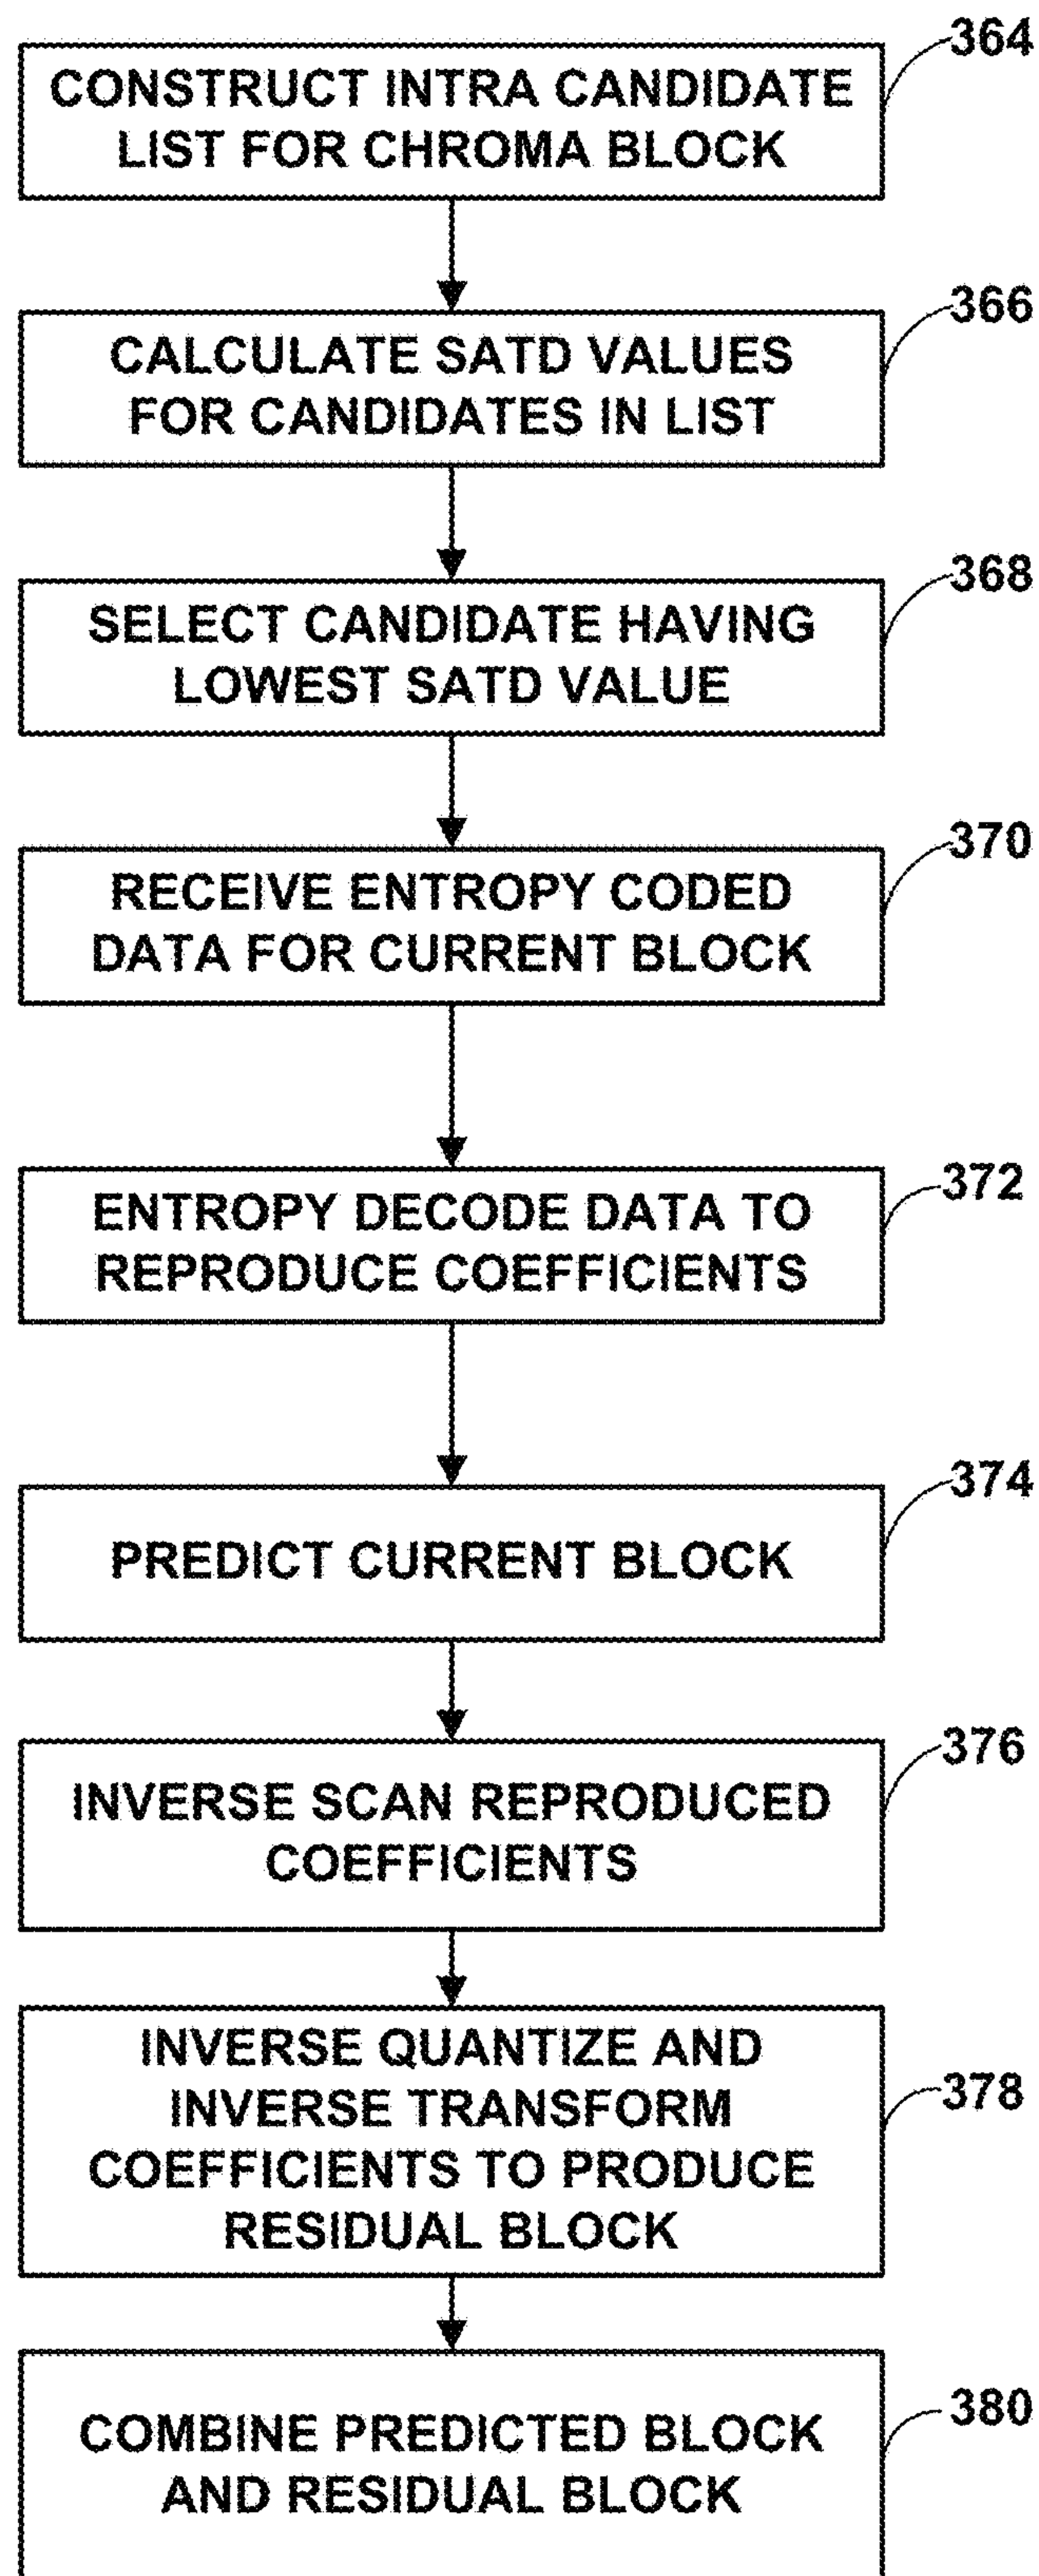 364
CONSTRUCT INTRA CANDIDATE
LIST FOR CHROMA BLOCK
366
CALCULATE SATD VALUES
FOR CANDIDATES IN LIST
368
SELECT CANDIDATE HAVING
LOWEST SATD VALUE
370
RECEIVE ENTROPY CODED
DATA FOR CURRENT BLOCK
372
ENTROPY DECODE DATA TO
REPRODUCE COEFFICIENTS
374
PREDICT CURRENT BLOCK
376
INVERSE SCAN REPRODUCED
COEFFICIENTS
378
INVERSE QUANTIZE AND
INVERSE TRANSFORM
COEFFICIENTS TO PRODUCE
RESIDUAL BLOCK
380
COMBINE PREDICTED BLOCK
AND RESIDUAL BLOCK